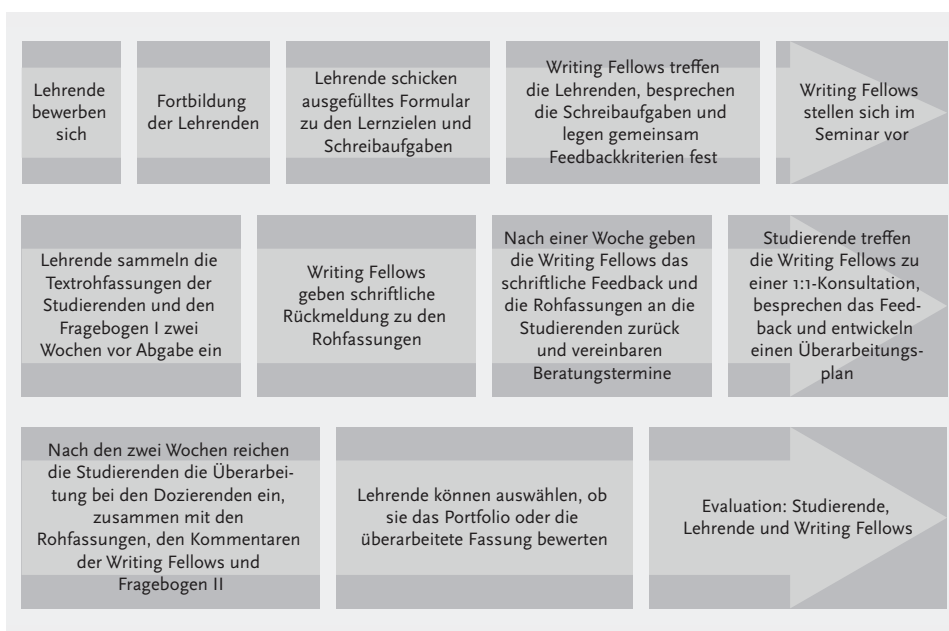 Lehrende
bewerben
sich
Fortbildung
der Lehrenden
Lehrende schicken
ausgefülltes Formular
zu den Lernzielen und
Schreibaufgaben
Writing Fellows treffen
die Lehrenden, besprechen
die Schreibaufgaben und
legen gemeinsam
Feedbackkriterien fest
Writing Fellows
stellen sich im
Seminar vor
Lehrende sammeln die
Textrohfassungen der
Studierenden und den
Fragebogen I zwei
Wochen vor Abgabe ein
Writing Fellows
geben schriftliche
Rückmeldung zu den
Rohfassungen
Nach einer Woche geben
die Writing Fellows das
schriftliche Feedback und
die Rohfassungen an die
Studierenden zurück
und vereinbaren
Beratungstermine
Studierende treffen
die Writing Fellows zu
einer 1:1-Konsultation,
besprechen das Feed-
back und entwickeln
einen Überarbeitungs-
plan
Nach den zwei Wochen reichen
die Studierenden die Überarbei-
tung bei den Dozierenden ein,
zusammen mit den
Rohfassungen, den Kommentaren
der Writing Fellows und
Fragebogen II
Lehrende können auswählen, ob
sie das Portfolio oder die
überarbeitete Fassung bewerten
Evaluation: Studierende,
Lehrende und Writing Fellows